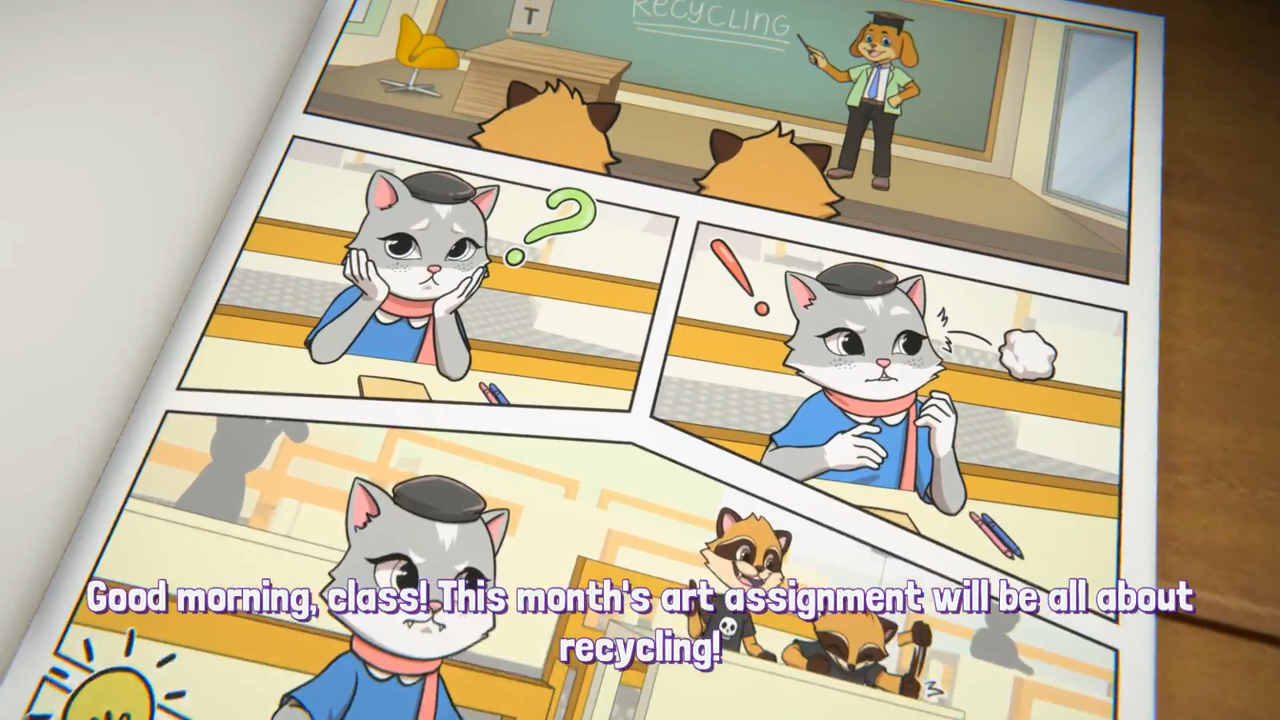 T
RECYCLING
?
!
Good morning, class! This month's art assignment will be all about
recycling!